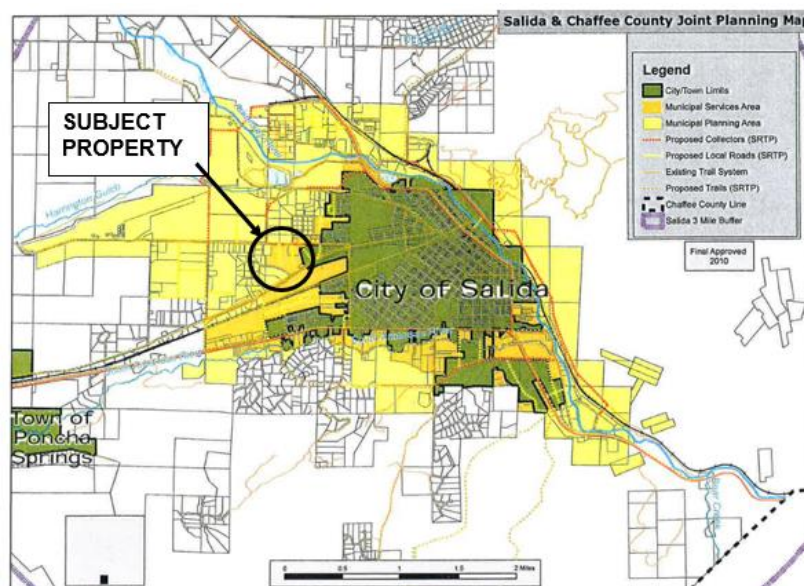 Salida & Chaffee County Joint Planning Map
Legend
City/Town Limits
Municipal Services Area
Municipal Planning Area
Proposed Collectors (SRTP)
Proposed Local Roads (SRTP)
Existing Trail System
Proposed Trails (SRTP)
Chaffee County Line
Salida 3 Mile Buffer
Final Approved
2010
SUBJECT
PROPERTY
Harrington Gulch
City of Salida
Town of
Poncha
Springs
0 0.5 1 1.5 2 Miles